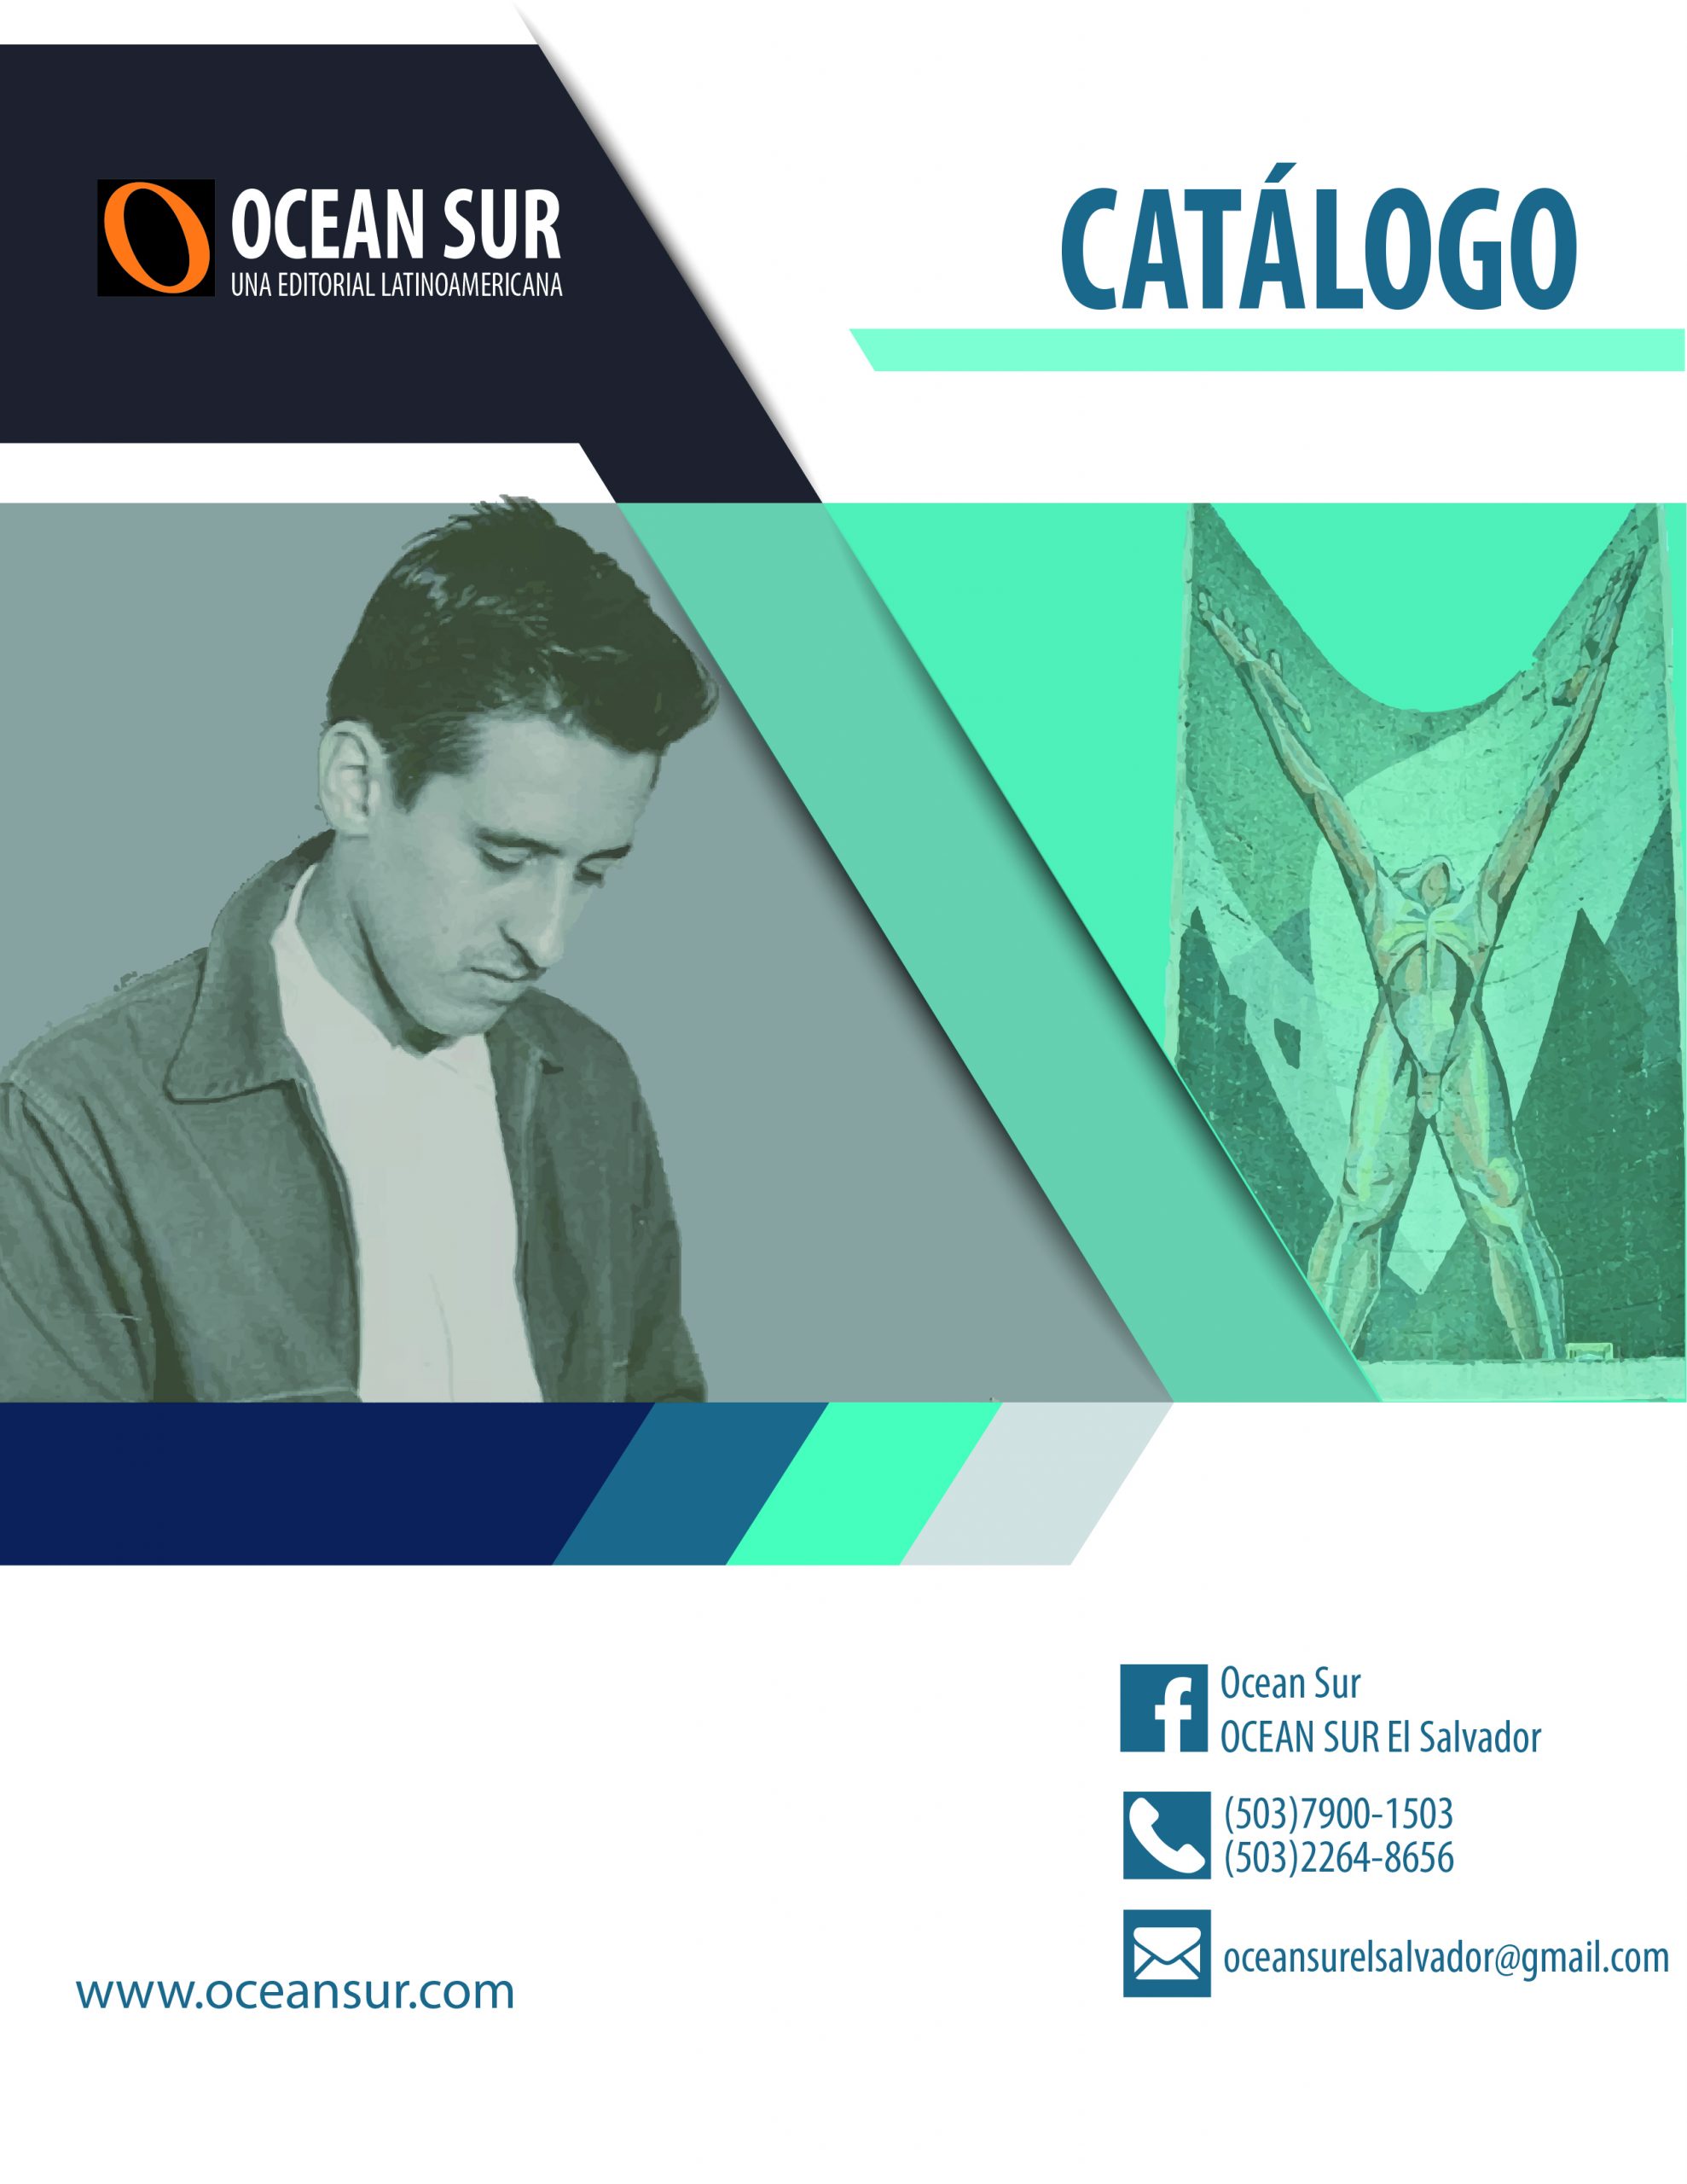 OCEAN SUR
UNA EDITORIAL LATINOAMERICANA
CATÁLOGO
Ocean Sur
OCEAN SUR El Salvador
(503)7900-1503
(503)2264-8656
oceansurelsalvador@gmail.com
www.oceansur.com